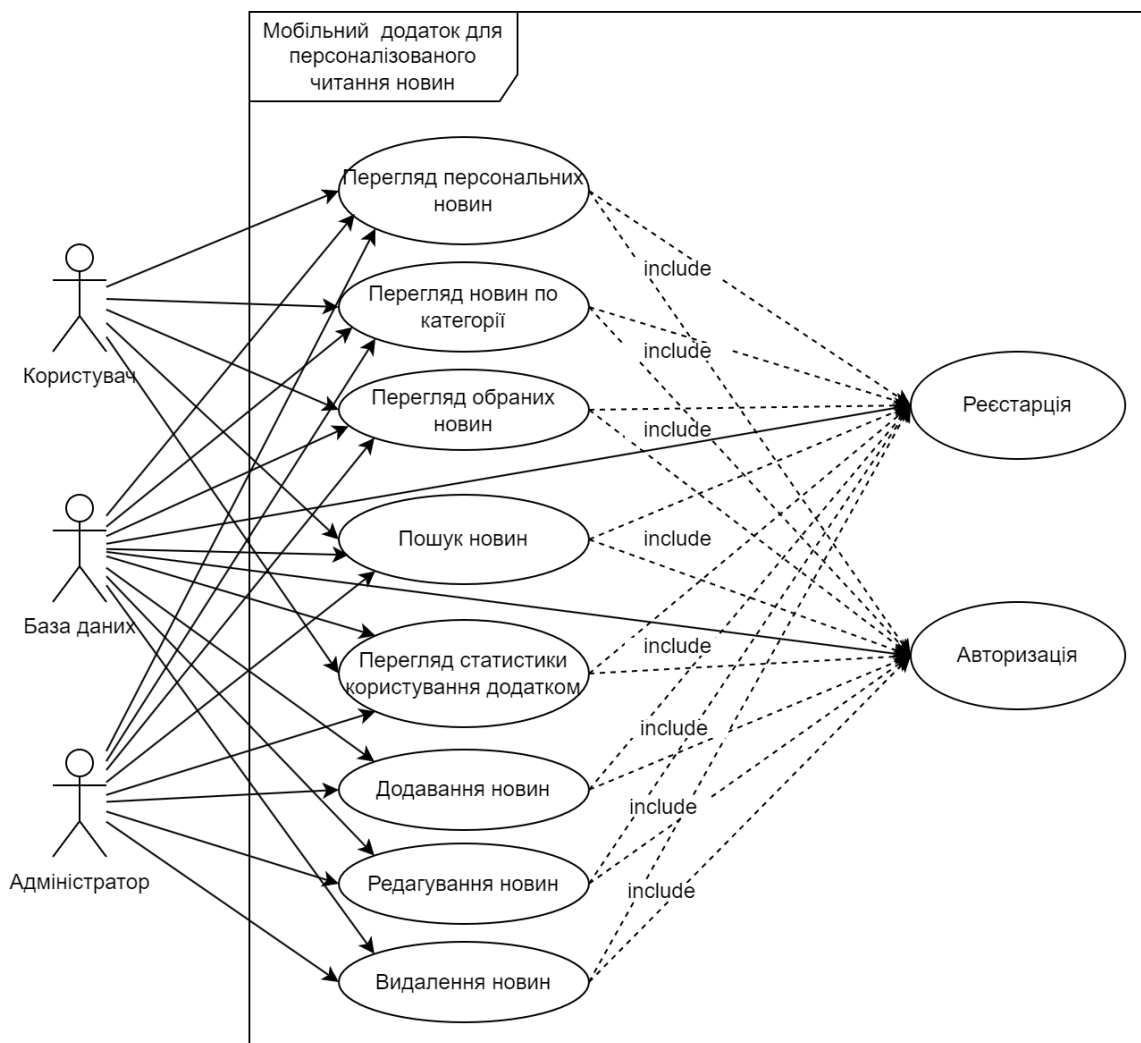 Мобільний додаток для
персоналізованого
читання новин
Перегляд персональних
новин
include
Перегляд новин по
категорії
include
Користувач
Перегляд обраних
новин
include
Реєстарція
Пошук новин
include
База даних
Перегляд статистики
користування додатком
include
Авторизація
Додавання новин
include
include
Адміністратор
Редагування новин
include
Видалення новин